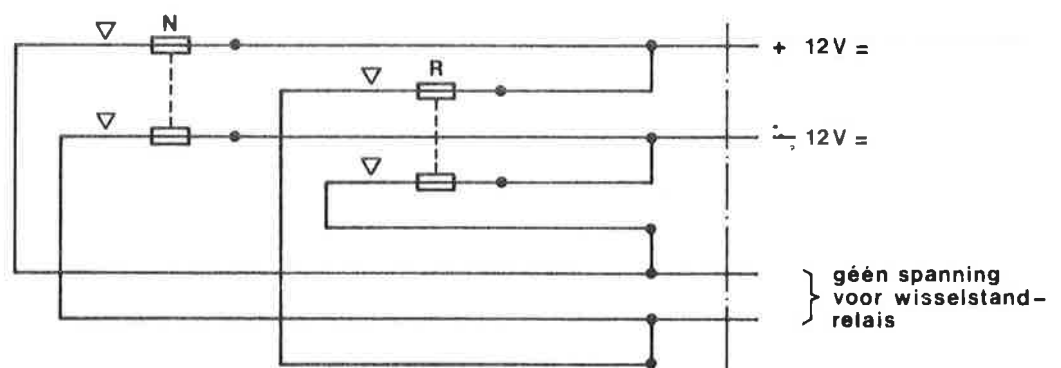 N
+ 12V =
R
÷ 12V =
géén spanning
voor wisselstand-
relais